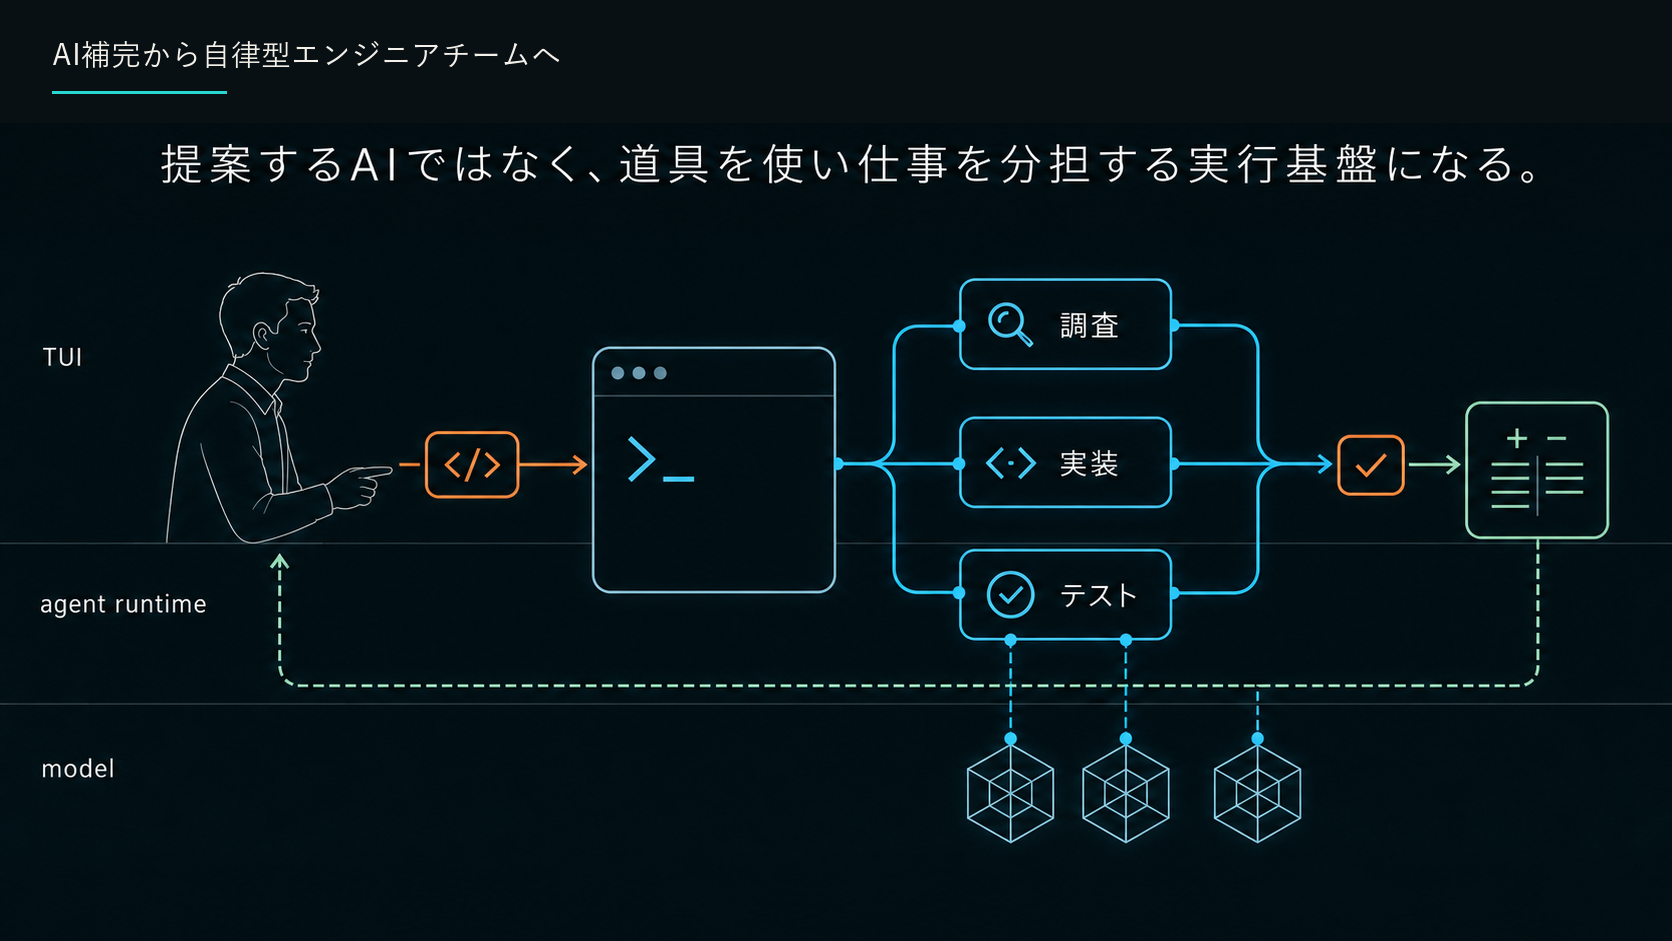 AI補完から自律型エンジニアチームへ
提案するAIではなく、道具を使い仕事を分担する実行基盤になる。
TUI
調査
</>
>_
実装
+ −
agent runtime
テスト
model